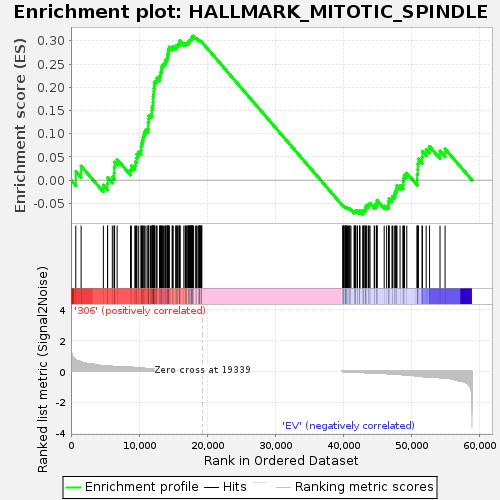 Enrichment plot: HALLMARK_MITOTIC_SPINDLE
Enrichment score (ES)
0.30
0.25
0.20
0.15
0.10
0.05
0.00
-0.05
'306' (positively correlated)
Ranked list metric (Signal2Noise)
4
2
0
-2
-4
Zero cross at 19339
'EV' (negatively correlated)
0
10,000
20,000
30,000
40,000
50,000
60,000
Rank in Ordered Dataset
Enrichment profile
Hits
Ranking metric scores